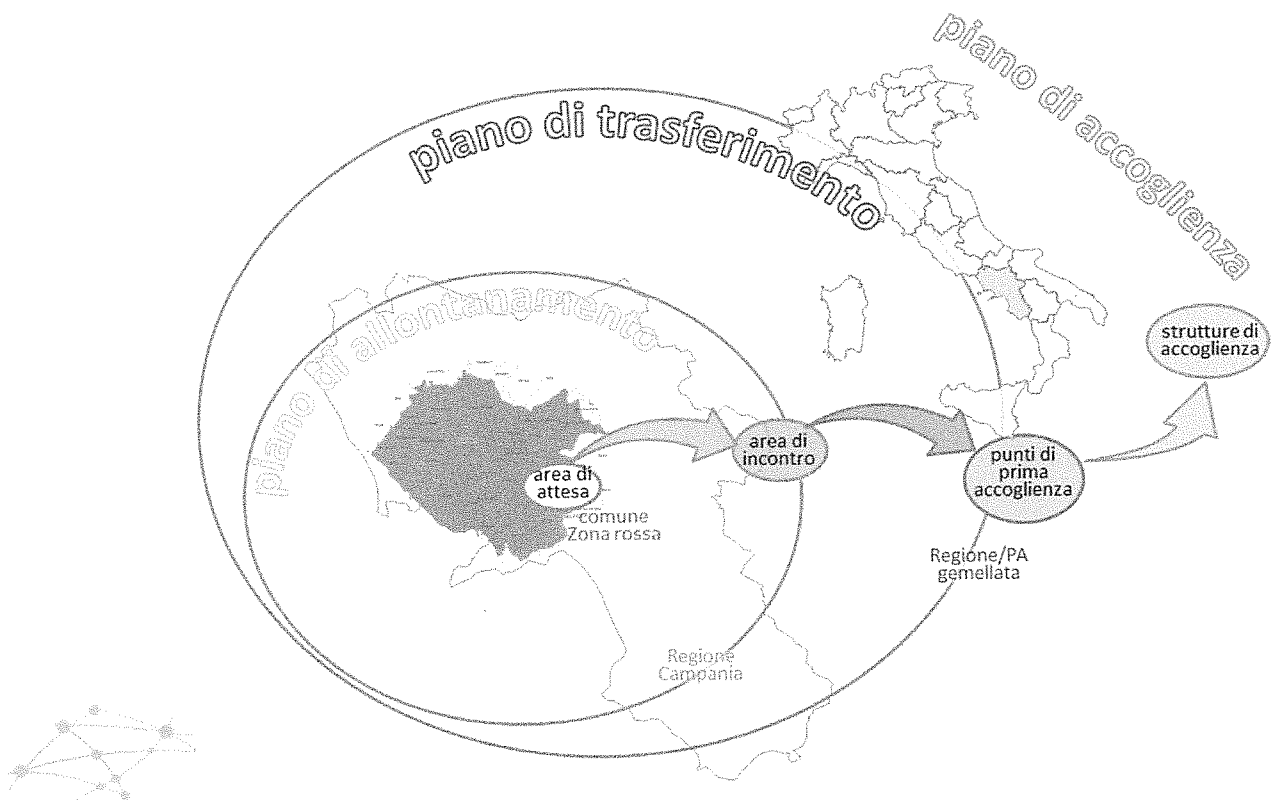 piano di accoglienza
piano di trasferimento
piano di allontanamento
strutture di
accoglienza
area di
incontro
punti di
prima
accoglienza
area di
attesa
comune
Zona rossa
Regione/PA
gemellata
Regione
Campania